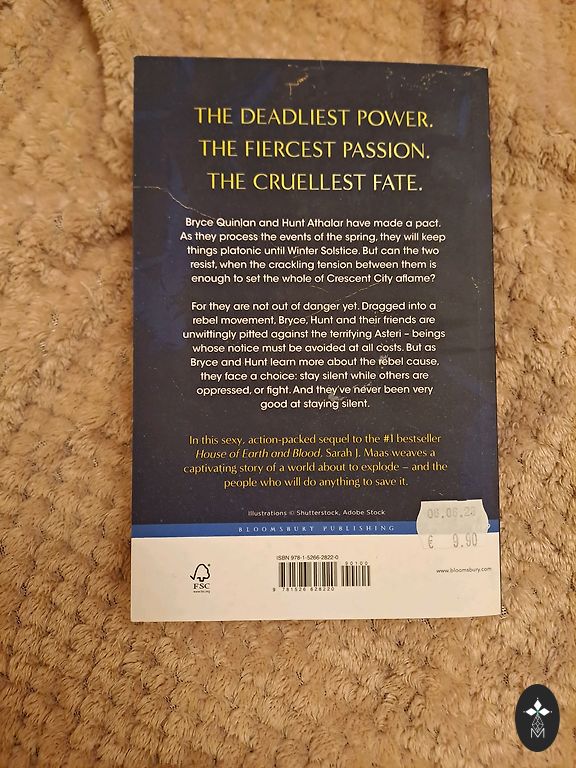 THE DEADLIEST POWER.
THE FIERCEST PASSION.
THE CRUELLEST FATE.
Bryce Quinlan and Hunt Athalar have made a pact.
As they process the events of the spring, they will keep
things platonic until Winter Solstice. But can the two
resist, when the crackling tension between them is
enough to set the whole of Crescent City aflame?
For they are not out of danger yet. Dragged into a
rebel movement, Bryce, Hunt and their friends are
unwittingly pitted against the terrifying Asteri – beings
whose notice must be avoided at all costs. But as
Bryce and Hunt learn more about the rebel cause,
they face a choice: stay silent while others are
oppressed, or fight. And they've never been very
good at staying silent.
In this sexy, action-packed sequel to the #1 bestseller
House of Earth and Blood, Sarah J. Maas weaves a
captivating story of a world about to explode – and the
people who will do anything to save it.
Illustrations © Shutterstock, Adobe Stock
BLOOMSBURY PUBLISHING
€ 9.90
ISBN 978-1-5266-2822-0
90100
9 781526 628220
FSC
www.fsc.org
www.bloomsbury.com
M